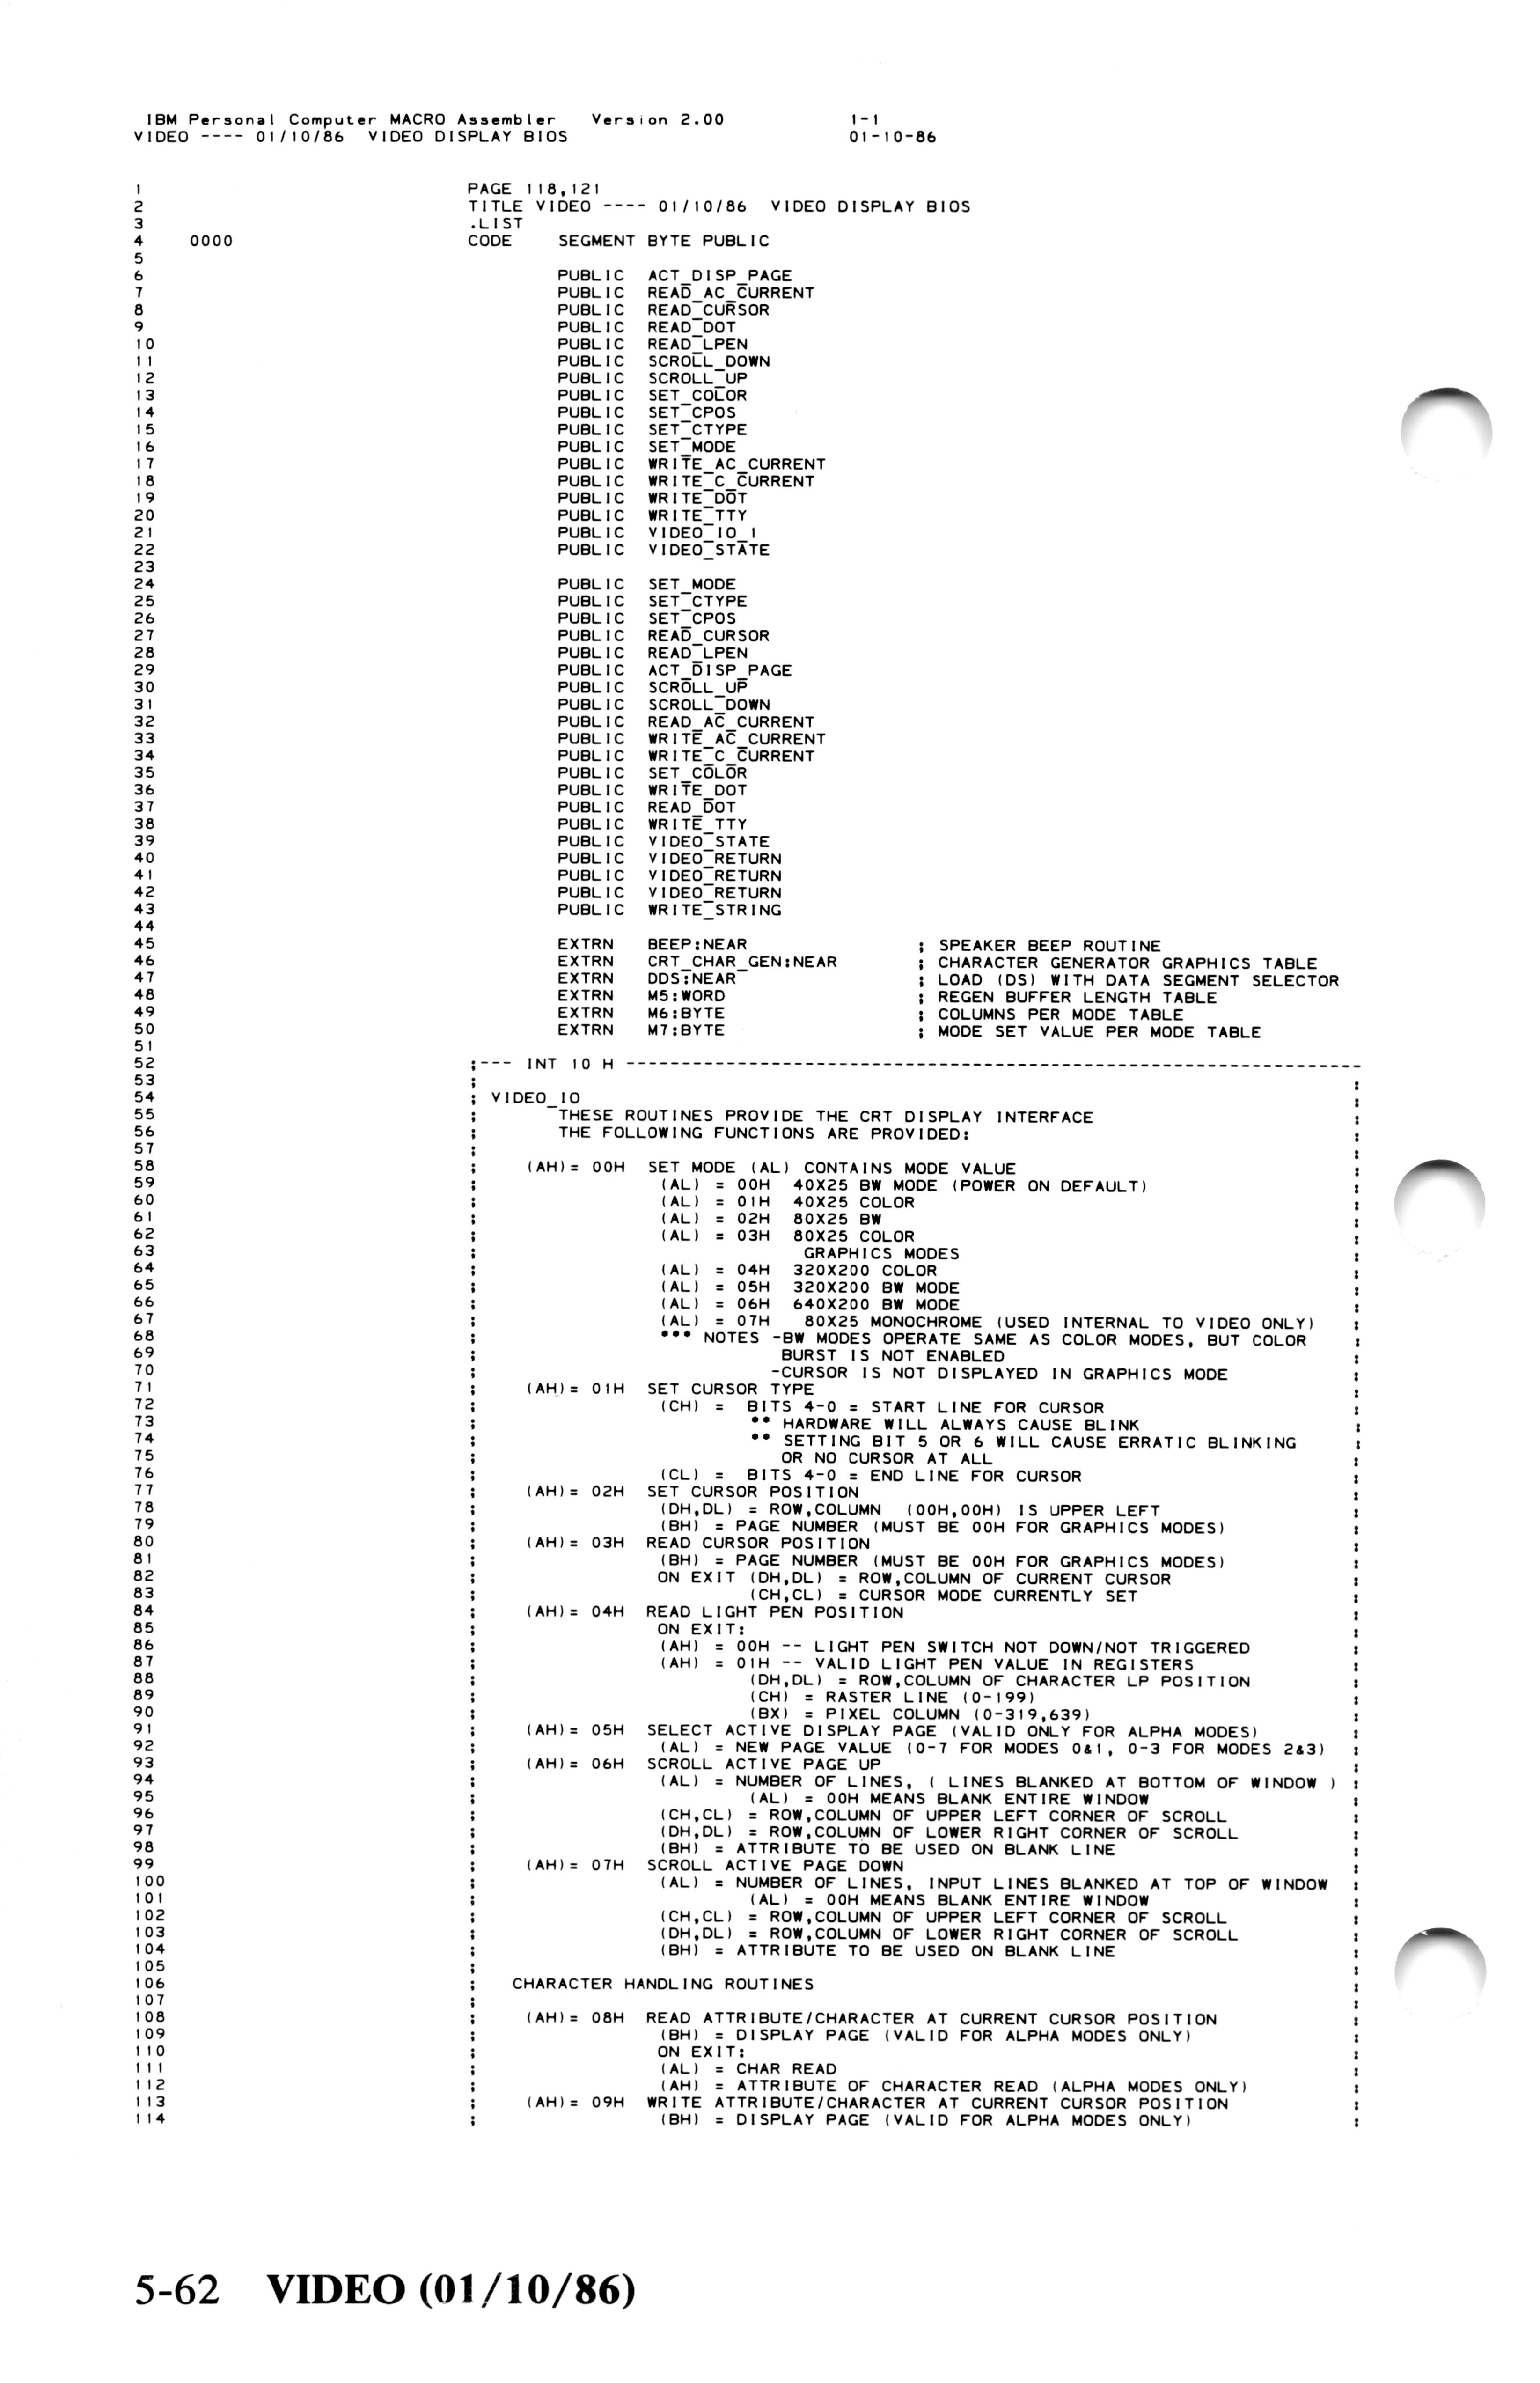 IBM Personal Computer MACRO Assembler   Version 2.00             1-1
VIDEO ---- 01/10/86  VIDEO DISPLAY BIOS                          01-10-86
1                PAGE 118,121
2                TITLE VIDEO ---- 01/10/86  VIDEO DISPLAY BIOS
3                .LIST
4    0000        CODE    SEGMENT BYTE PUBLIC
5
6                        PUBLIC  ACT_DISP_PAGE
7                        PUBLIC  READ_AC_CURRENT
8                        PUBLIC  READ_CURSOR
9                        PUBLIC  READ_DOT
10                       PUBLIC  READ_LPEN
11                       PUBLIC  SCROLL_DOWN
12                       PUBLIC  SCROLL_UP
13                       PUBLIC  SET_COLOR
14                       PUBLIC  SET_CPOS
15                       PUBLIC  SET_CTYPE
16                       PUBLIC  SET_MODE
17                       PUBLIC  WRITE_AC_CURRENT
18                       PUBLIC  WRITE_C_CURRENT
19                       PUBLIC  WRITE_DOT
20                       PUBLIC  WRITE_TTY
21                       PUBLIC  VIDEO_IO_1
22                       PUBLIC  VIDEO_STATE
23
24                       PUBLIC  SET_MODE
25                       PUBLIC  SET_CTYPE
26                       PUBLIC  SET_CPOS
27                       PUBLIC  READ_CURSOR
28                       PUBLIC  READ_LPEN
29                       PUBLIC  ACT_DISP_PAGE
30                       PUBLIC  SCROLL_UP
31                       PUBLIC  SCROLL_DOWN
32                       PUBLIC  READ_AC_CURRENT
33                       PUBLIC  WRITE_AC_CURRENT
34                       PUBLIC  WRITE_C_CURRENT
35                       PUBLIC  SET_COLOR
36                       PUBLIC  WRITE_DOT
37                       PUBLIC  READ_DOT
38                       PUBLIC  WRITE_TTY
39                       PUBLIC  VIDEO_STATE
40                       PUBLIC  VIDEO_RETURN
41                       PUBLIC  VIDEO_RETURN
42                       PUBLIC  VIDEO_RETURN
43                       PUBLIC  WRITE_STRING
44
45                       EXTRN   BEEP:NEAR               ; SPEAKER BEEP ROUTINE
46                       EXTRN   CRT_CHAR_GEN:NEAR       ; CHARACTER GENERATOR GRAPHICS TABLE
47                       EXTRN   DDS:NEAR                ; LOAD (DS) WITH DATA SEGMENT SELECTOR
48                       EXTRN   M5:WORD                 ; REGEN BUFFER LENGTH TABLE
49                       EXTRN   M6:BYTE                 ; COLUMNS PER MODE TABLE
50                       EXTRN   M7:BYTE                 ; MODE SET VALUE PER MODE TABLE
51
52               ;--- INT 10 H ----------------------------------------------------------------
53               ;                                                                            :
54               ; VIDEO_IO                                                                   :
55               ;       THESE ROUTINES PROVIDE THE CRT DISPLAY INTERFACE                     :
56               ;       THE FOLLOWING FUNCTIONS ARE PROVIDED:                                :
57               ;                                                                            :
58               ;    (AH)= 00H  SET MODE (AL) CONTAINS MODE VALUE                            :
59               ;                (AL) = 00H  40X25 BW MODE (POWER ON DEFAULT)                :
60               ;                (AL) = 01H  40X25 COLOR                                     :
61               ;                (AL) = 02H  80X25 BW                                        :
62               ;                (AL) = 03H  80X25 COLOR                                     :
63               ;                             GRAPHICS MODES                                 :
64               ;                (AL) = 04H  320X200 COLOR                                   :
65               ;                (AL) = 05H  320X200 BW MODE                                 :
66               ;                (AL) = 06H  640X200 BW MODE                                 :
67               ;                (AL) = 07H   80X25 MONOCHROME (USED INTERNAL TO VIDEO ONLY) :
68               ;                *** NOTES -BW MODES OPERATE SAME AS COLOR MODES, BUT COLOR  :
69               ;                           BURST IS NOT ENABLED                             :
70               ;                          -CURSOR IS NOT DISPLAYED IN GRAPHICS MODE         :
71               ;    (AH)= 01H  SET CURSOR TYPE                                              :
72               ;                (CH) =  BITS 4-0 = START LINE FOR CURSOR                    :
73               ;                        ** HARDWARE WILL ALWAYS CAUSE BLINK                 :
74               ;                        ** SETTING BIT 5 OR 6 WILL CAUSE ERRATIC BLINKING   :
75               ;                           OR NO CURSOR AT ALL                              :
76               ;                (CL) =  BITS 4-0 = END LINE FOR CURSOR                      :
77               ;    (AH)= 02H  SET CURSOR POSITION                                          :
78               ;                (DH,DL) = ROW,COLUMN  (00H,00H) IS UPPER LEFT               :
79               ;                (BH) = PAGE NUMBER (MUST BE 00H FOR GRAPHICS MODES)         :
80               ;    (AH)= 03H  READ CURSOR POSITION                                         :
81               ;                (BH) = PAGE NUMBER (MUST BE 00H FOR GRAPHICS MODES)         :
82               ;                ON EXIT (DH,DL) = ROW,COLUMN OF CURRENT CURSOR              :
83               ;                        (CH,CL) = CURSOR MODE CURRENTLY SET                 :
84               ;    (AH)= 04H  READ LIGHT PEN POSITION                                      :
85               ;                ON EXIT:                                                    :
86               ;                (AH) = 00H -- LIGHT PEN SWITCH NOT DOWN/NOT TRIGGERED       :
87               ;                (AH) = 01H -- VALID LIGHT PEN VALUE IN REGISTERS            :
88               ;                        (DH,DL) = ROW,COLUMN OF CHARACTER LP POSITION       :
89               ;                        (CH) = RASTER LINE (0-199)                          :
90               ;                        (BX) = PIXEL COLUMN (0-319,639)                     :
91               ;    (AH)= 05H  SELECT ACTIVE DISPLAY PAGE (VALID ONLY FOR ALPHA MODES)      :
92               ;                (AL) = NEW PAGE VALUE (0-7 FOR MODES 0&1, 0-3 FOR MODES 2&3) :
93               ;    (AH)= 06H  SCROLL ACTIVE PAGE UP                                        :
94               ;                (AL) = NUMBER OF LINES, ( LINES BLANKED AT BOTTOM OF WINDOW ) :
95               ;                        (AL) = 00H MEANS BLANK ENTIRE WINDOW                :
96               ;                (CH,CL) = ROW,COLUMN OF UPPER LEFT CORNER OF SCROLL         :
97               ;                (DH,DL) = ROW,COLUMN OF LOWER RIGHT CORNER OF SCROLL        :
98               ;                (BH) = ATTRIBUTE TO BE USED ON BLANK LINE                   :
99               ;    (AH)= 07H  SCROLL ACTIVE PAGE DOWN                                      :
100              ;                (AL) = NUMBER OF LINES, INPUT LINES BLANKED AT TOP OF WINDOW :
101              ;                        (AL) = 00H MEANS BLANK ENTIRE WINDOW                :
102              ;                (CH,CL) = ROW,COLUMN OF UPPER LEFT CORNER OF SCROLL         :
103              ;                (DH,DL) = ROW,COLUMN OF LOWER RIGHT CORNER OF SCROLL        :
104              ;                (BH) = ATTRIBUTE TO BE USED ON BLANK LINE                   :
105              ;                                                                            :
106              ;   CHARACTER HANDLING ROUTINES                                              :
107              ;                                                                            :
108              ;    (AH)= 08H  READ ATTRIBUTE/CHARACTER AT CURRENT CURSOR POSITION          :
109              ;                (BH) = DISPLAY PAGE (VALID FOR ALPHA MODES ONLY)            :
110              ;                ON EXIT:                                                    :
111              ;                (AL) = CHAR READ                                            :
112              ;                (AH) = ATTRIBUTE OF CHARACTER READ (ALPHA MODES ONLY)       :
113              ;    (AH)= 09H  WRITE ATTRIBUTE/CHARACTER AT CURRENT CURSOR POSITION         :
114              ;                (BH) = DISPLAY PAGE (VALID FOR ALPHA MODES ONLY)            :
5-62   VIDEO (01/10/86)